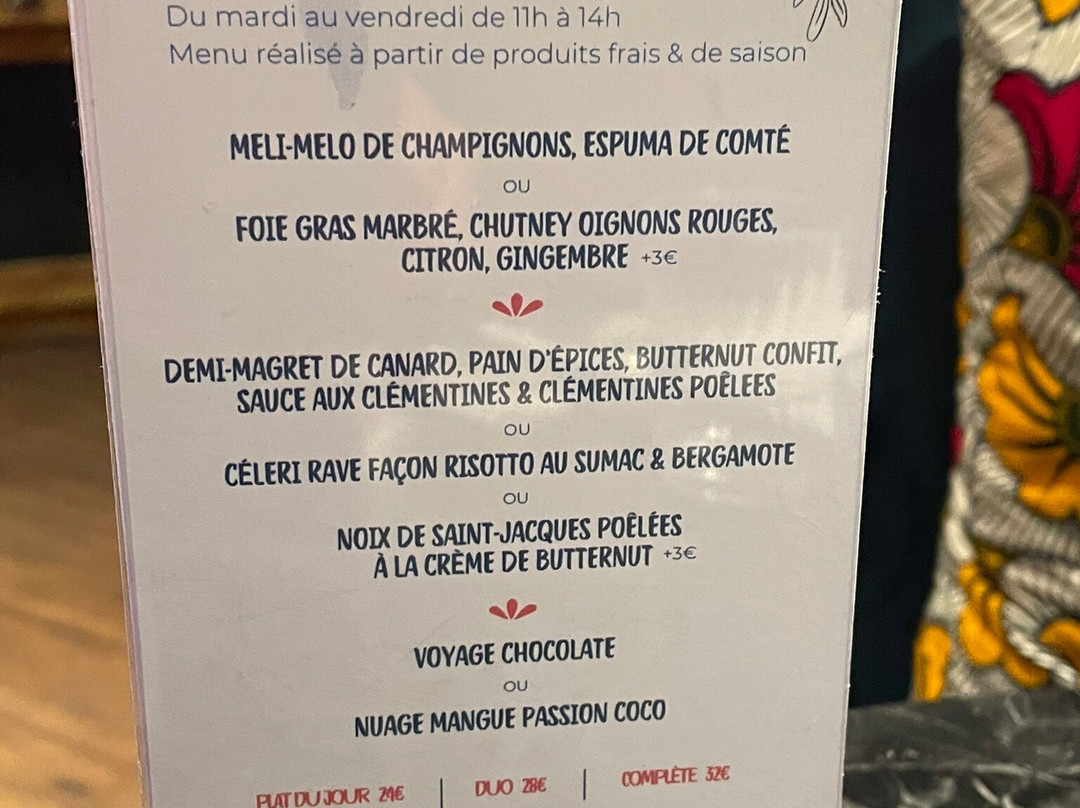 Du mardi au vendredi de 11h à 14h
Menu réalisé à partir de produits frais & de saison
MELI-MELO DE CHAMPIGNONS, ESPUMA DE COMTÉ
OU
FOIE GRAS MARBRÉ, CHUTNEY OIGNONS ROUGES,
CITRON, GINGEMBRE +3€
DEMI-MAGRET DE CANARD, PAIN D'ÉPICES, BUTTERNUT CONFIT,
SAUCE AUX CLÉMENTINES & CLÉMENTINES POÊLEES
OU
CÉLERI RAVE FAÇON RISOTTO AU SUMAC & BERGAMOTE
OU
NOIX DE SAINT-JACQUES POÊLÉES
À LA CRÈME DE BUTTERNUT +3€
VOYAGE CHOCOLATE
OU
NUAGE MANGUE PASSION COCO
PLAT DU JOUR 24€ | DUO 28€ | COMPLÈTE 32€